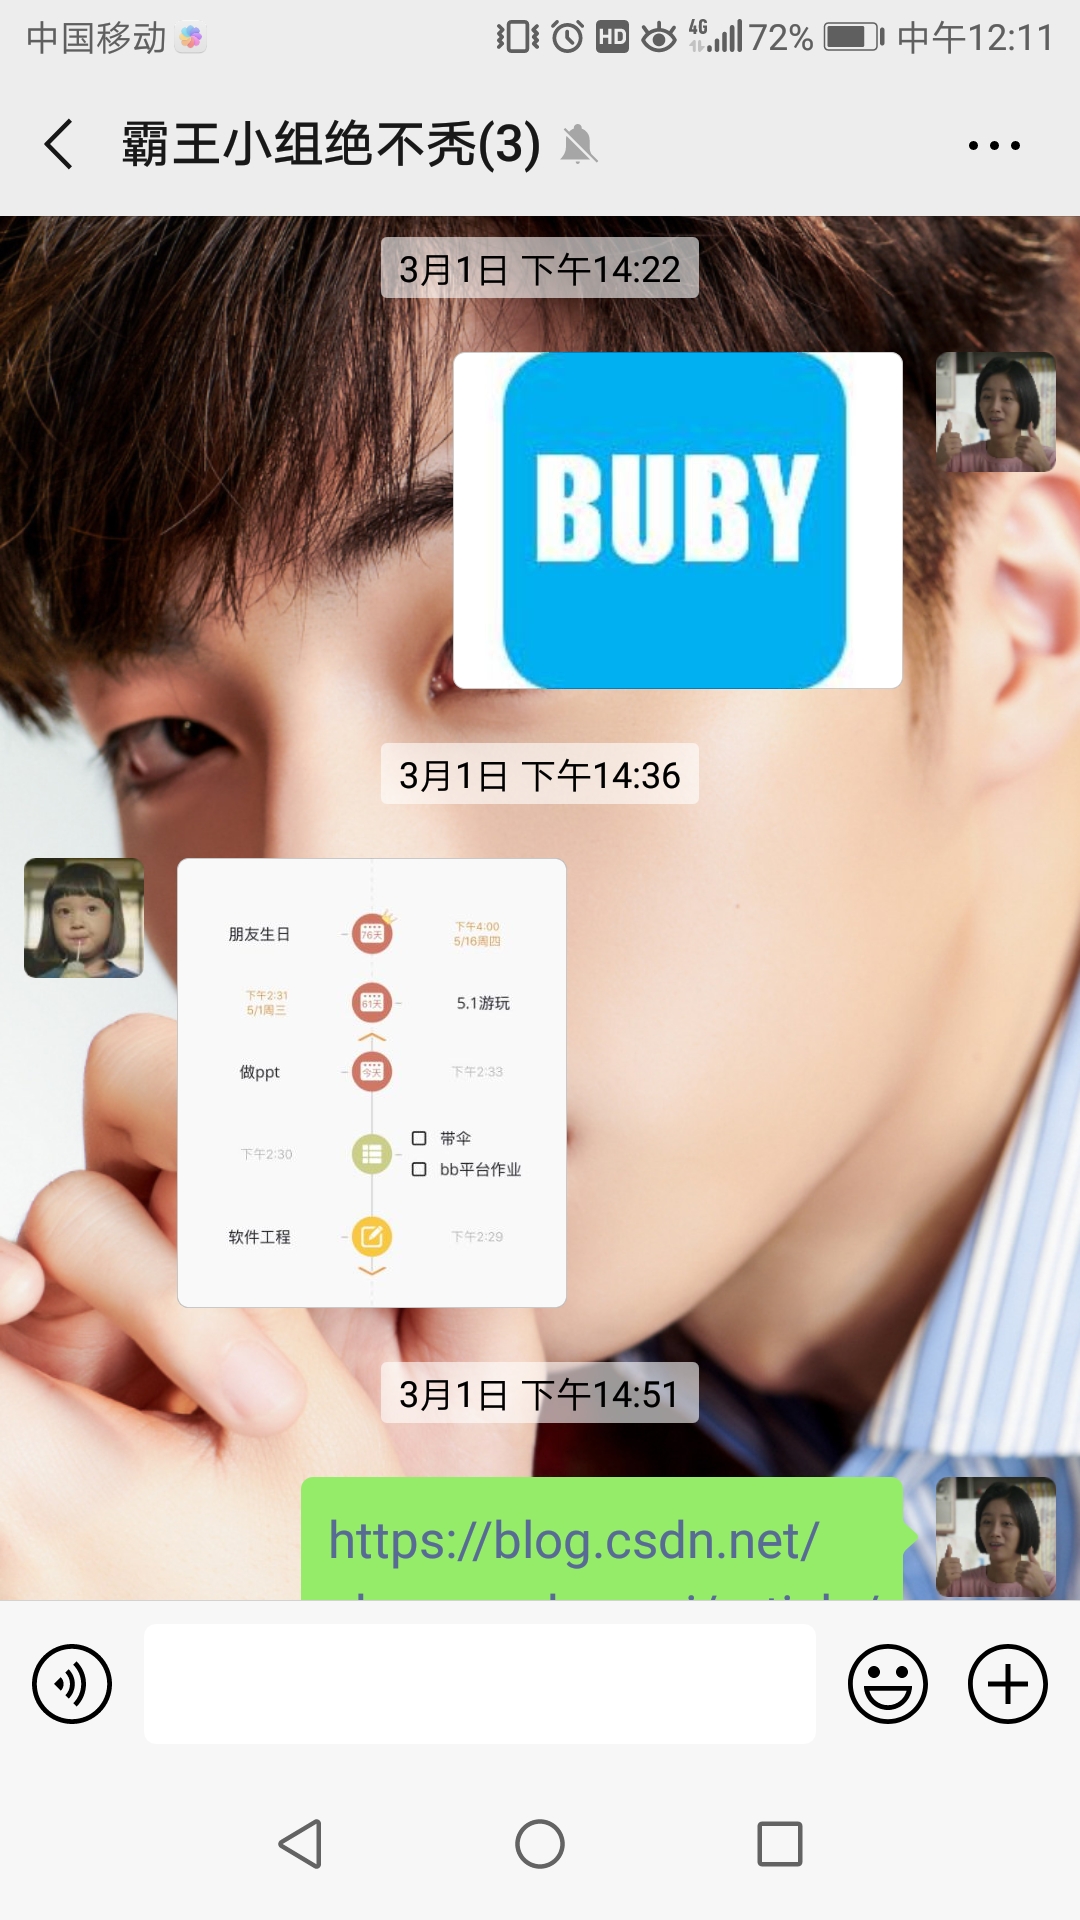 中国移动 HD 4G 72% 中午12:11
霸王小组绝不秃(3)
3月1日 下午14:22
BUBY
3月1日 下午14:36
朋友生日 76天 下午4:00
5/16周四
下午2:31
5/1周三 61天 5.1游玩
做ppt 今天 下午2:33
下午2:30 带伞
bb平台作业
软件工程 下午2:29
3月1日 下午14:51
https://blog.csdn.net/